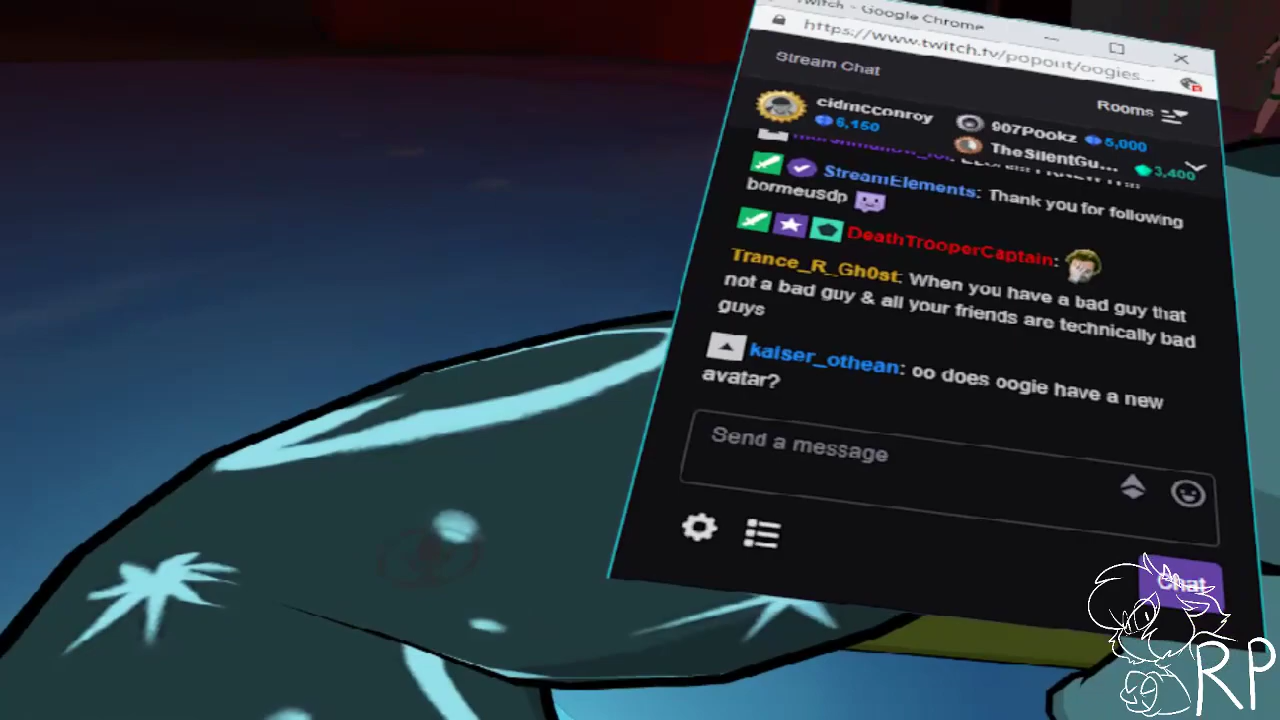 Twitch - Google Chrome
https://www.twitch.tv/popout/oogies...
Stream Chat
Rooms
cidmcconroy
6,150
907Pookz 5,000
TheSilentGu... 3,400
StreamElements: Thank you for following
bormeusdp
DeathTrooperCaptain:
Trance_R_Gh0st: When you have a bad guy that
not a bad guy & all your friends are technically bad
guys
kaiser_othean: oo does oogie have a new
avatar?
Send a message
Chat
RP